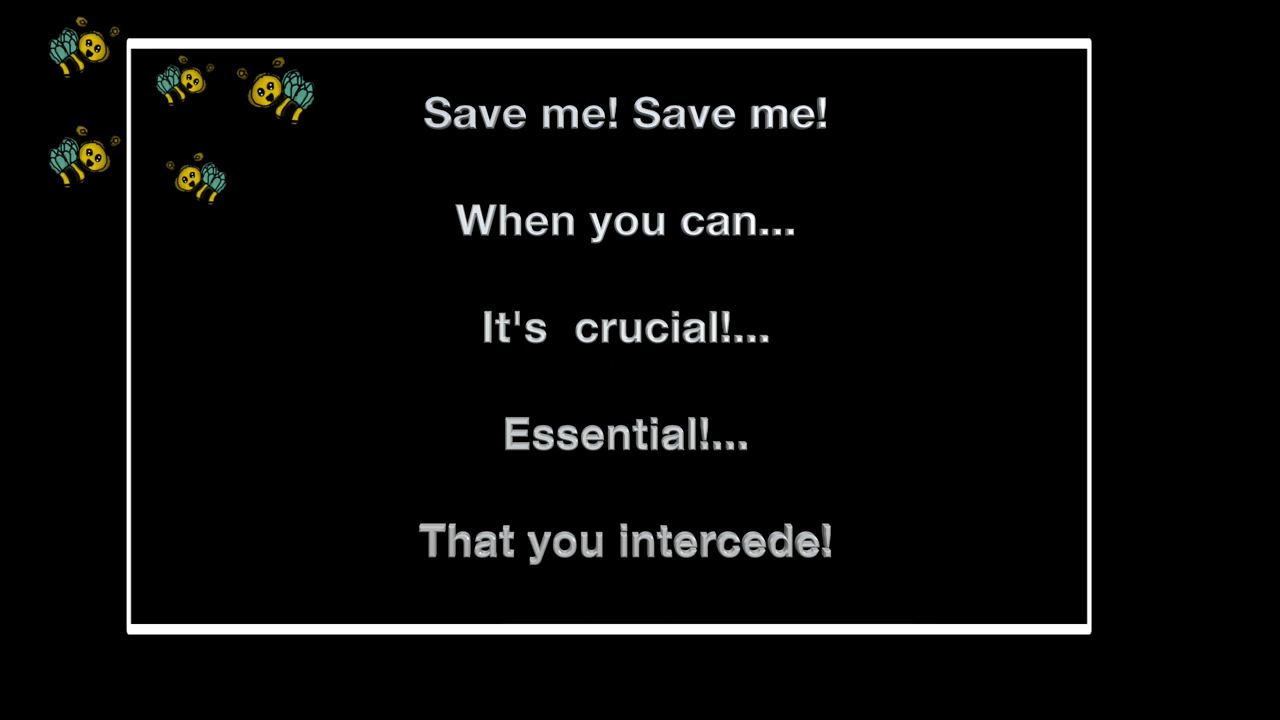 Save me! Save me!
When you can...
It's  crucial!...
Essential!...
That you intercede!